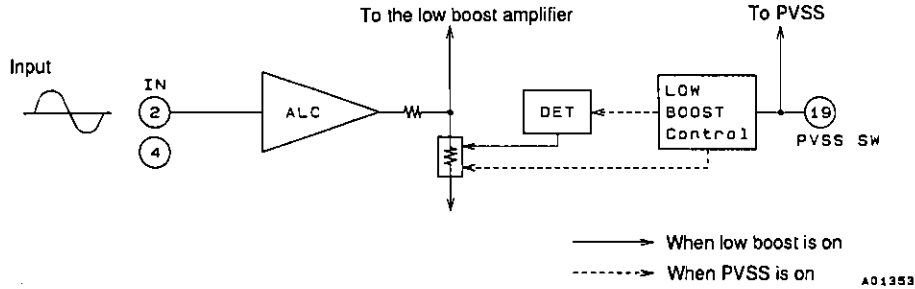 To the low boost amplifier
To PVSS
Input
IN
2
ALC
4
DET
LOW
BOOST
Control
19
PVSS SW
When low boost is on
When PVSS is on
A01353